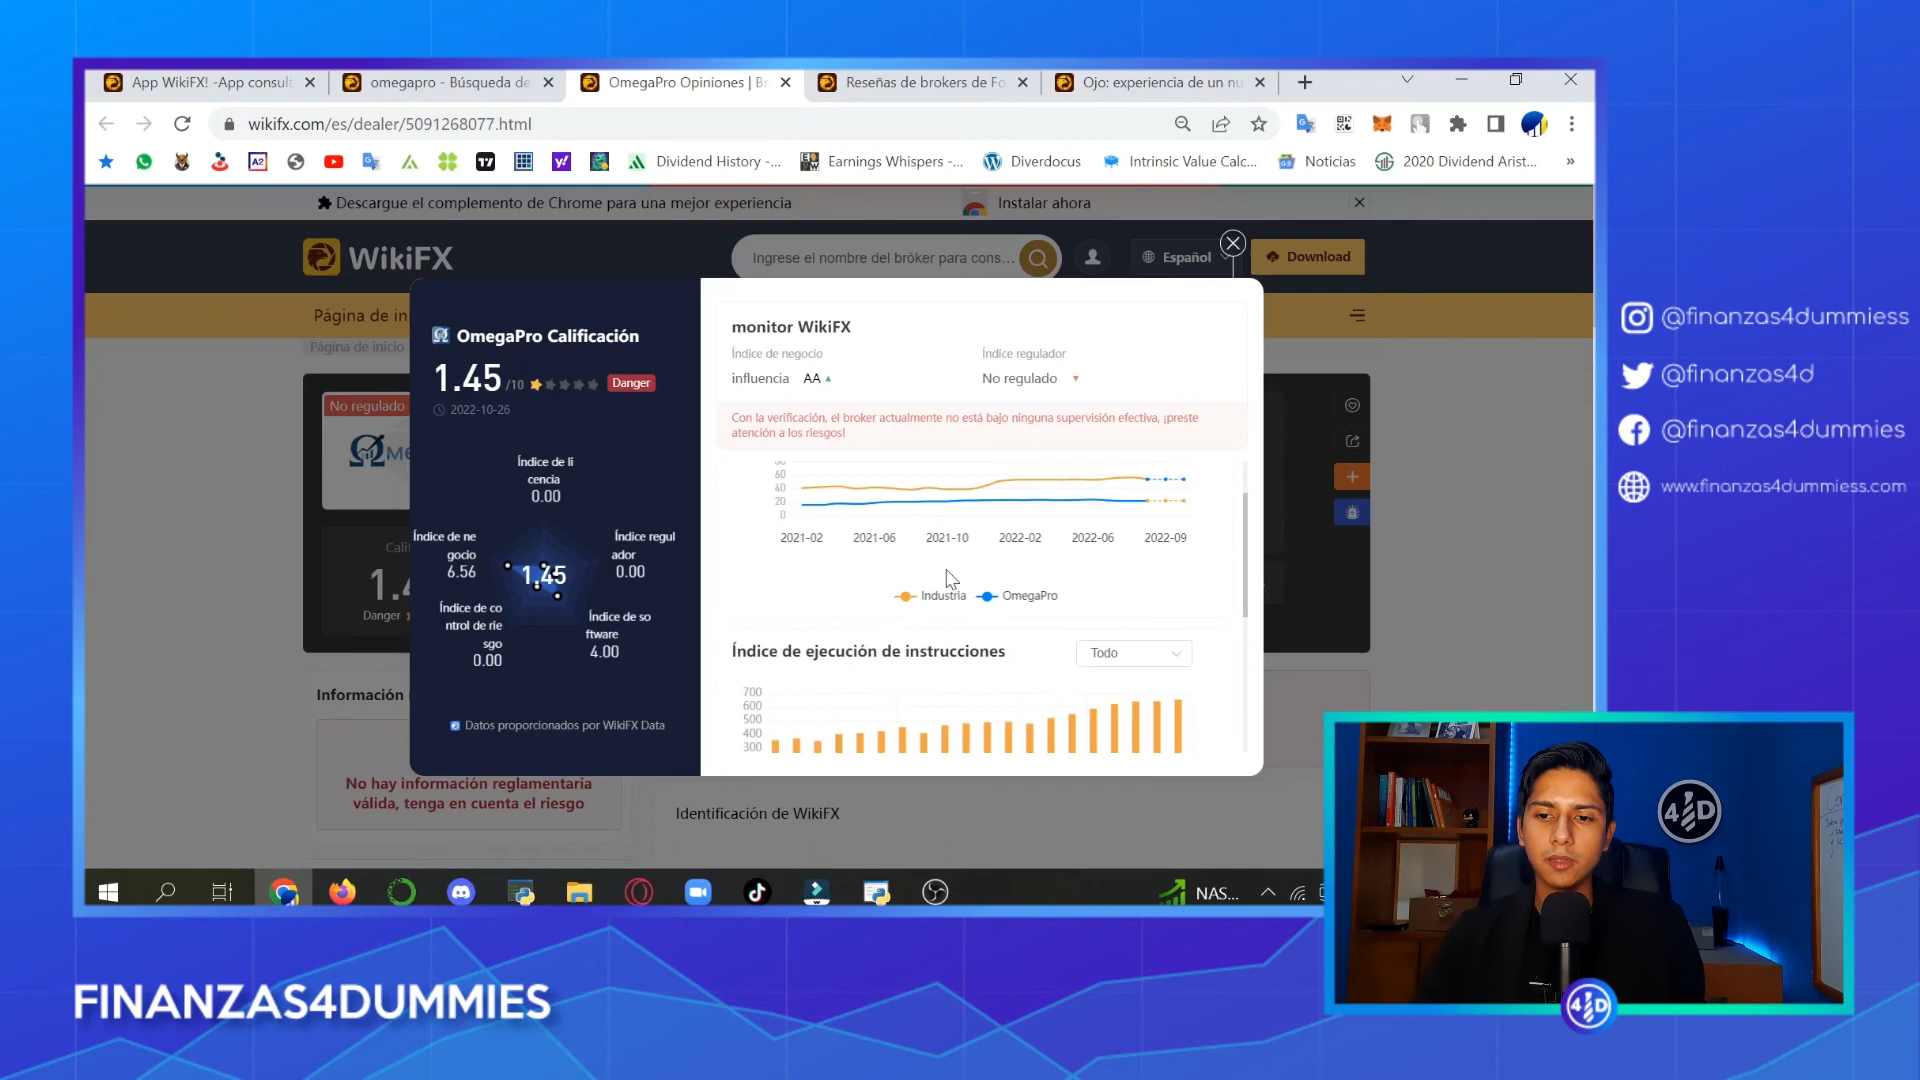 App WikiFX! -App consult
omegapro - Búsqueda de
OmegaPro Opiniones | Br
Reseñas de brokers de Fo
Ojo: experiencia de un nu
wikifx.com/es/dealer/5091268077.html
Dividend History -...
Earnings Whispers -...
Diverdocus
Intrinsic Value Calc...
Noticias
2020 Dividend Arist...
»
Descargue el complemento de Chrome para una mejor experiencia
Instalar ahora
WikiFX
Ingrese el nombre del bróker para cons...
Español
Download
Página de in
Página de inicio
No regulado
Cali
1.4
Danger
Información
No hay información reglamentaria
válida, tenga en cuenta el riesgo
Identificación de WikiFX
OmegaPro Calificación
1.45 /10 Danger
2022-10-26
Índice de li
cencia
0.00
Índice de ne
gocio
6.56
Índice regul
ador
0.00
1.45
Índice de co
ntrol de rie
sgo
0.00
Índice de so
ftware
4.00
Datos proporcionados por WikiFX Data
monitor WikiFX
Índice de negocio
influencia AA
Índice regulador
No regulado
Con la verificación, el broker actualmente no está bajo ninguna supervisión efectiva, ¡preste
atención a los riesgos!
60
40
20
0
2021-02 2021-06 2021-10 2022-02 2022-06 2022-09
Industria OmegaPro
Índice de ejecución de instrucciones
Todo
700
600
500
400
300
NAS...
@finanzas4dummiess
@finanzas4d
@finanzas4dummies
www.finanzas4dummiess.com
4D
4D
FINANZAS4DUMMIES